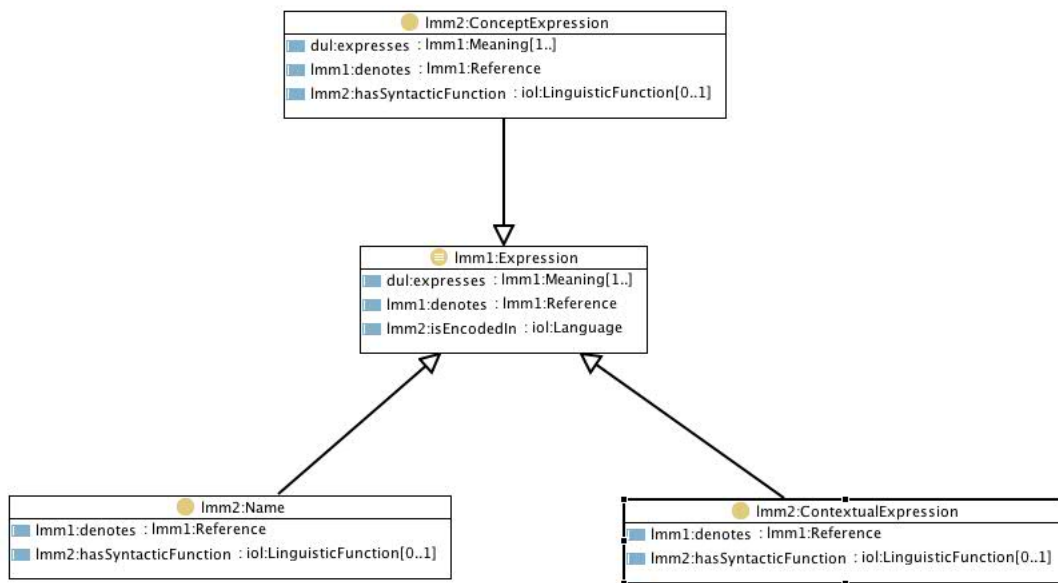 lmm2:ConceptExpression
dul:expresses : lmm1:Meaning[1..]
lmm1:denotes : lmm1:Reference
lmm2:hasSyntacticFunction : iol:LinguisticFunction[0..1]
lmm1:Expression
dul:expresses : lmm1:Meaning[1..]
lmm1:denotes : lmm1:Reference
lmm2:isEncodedIn : iol:Language
lmm2:Name
lmm1:denotes : lmm1:Reference
lmm2:hasSyntacticFunction : iol:LinguisticFunction[0..1]
lmm2:ContextualExpression
lmm1:denotes : lmm1:Reference
lmm2:hasSyntacticFunction : iol:LinguisticFunction[0..1]